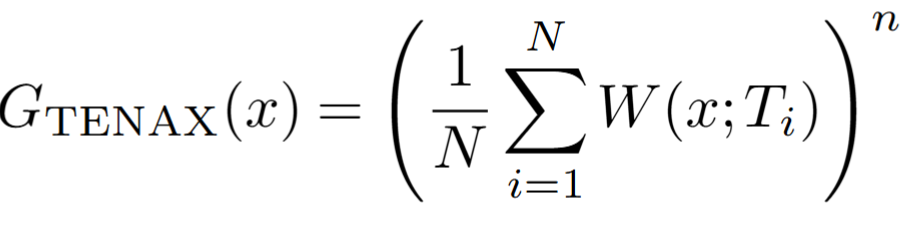 G_TENAX(x) = ( 1/N ∑_{i=1}^{N} W(x; T_i) )^n